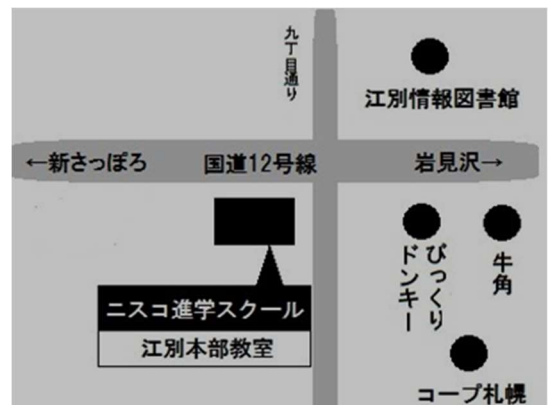 九丁目通り
江別情報図書館
←新さっぽろ
国道12号線
岩見沢→
びっくり
ドンキー
牛角
ニスコ進学スクール
江別本部教室
コープ札幌